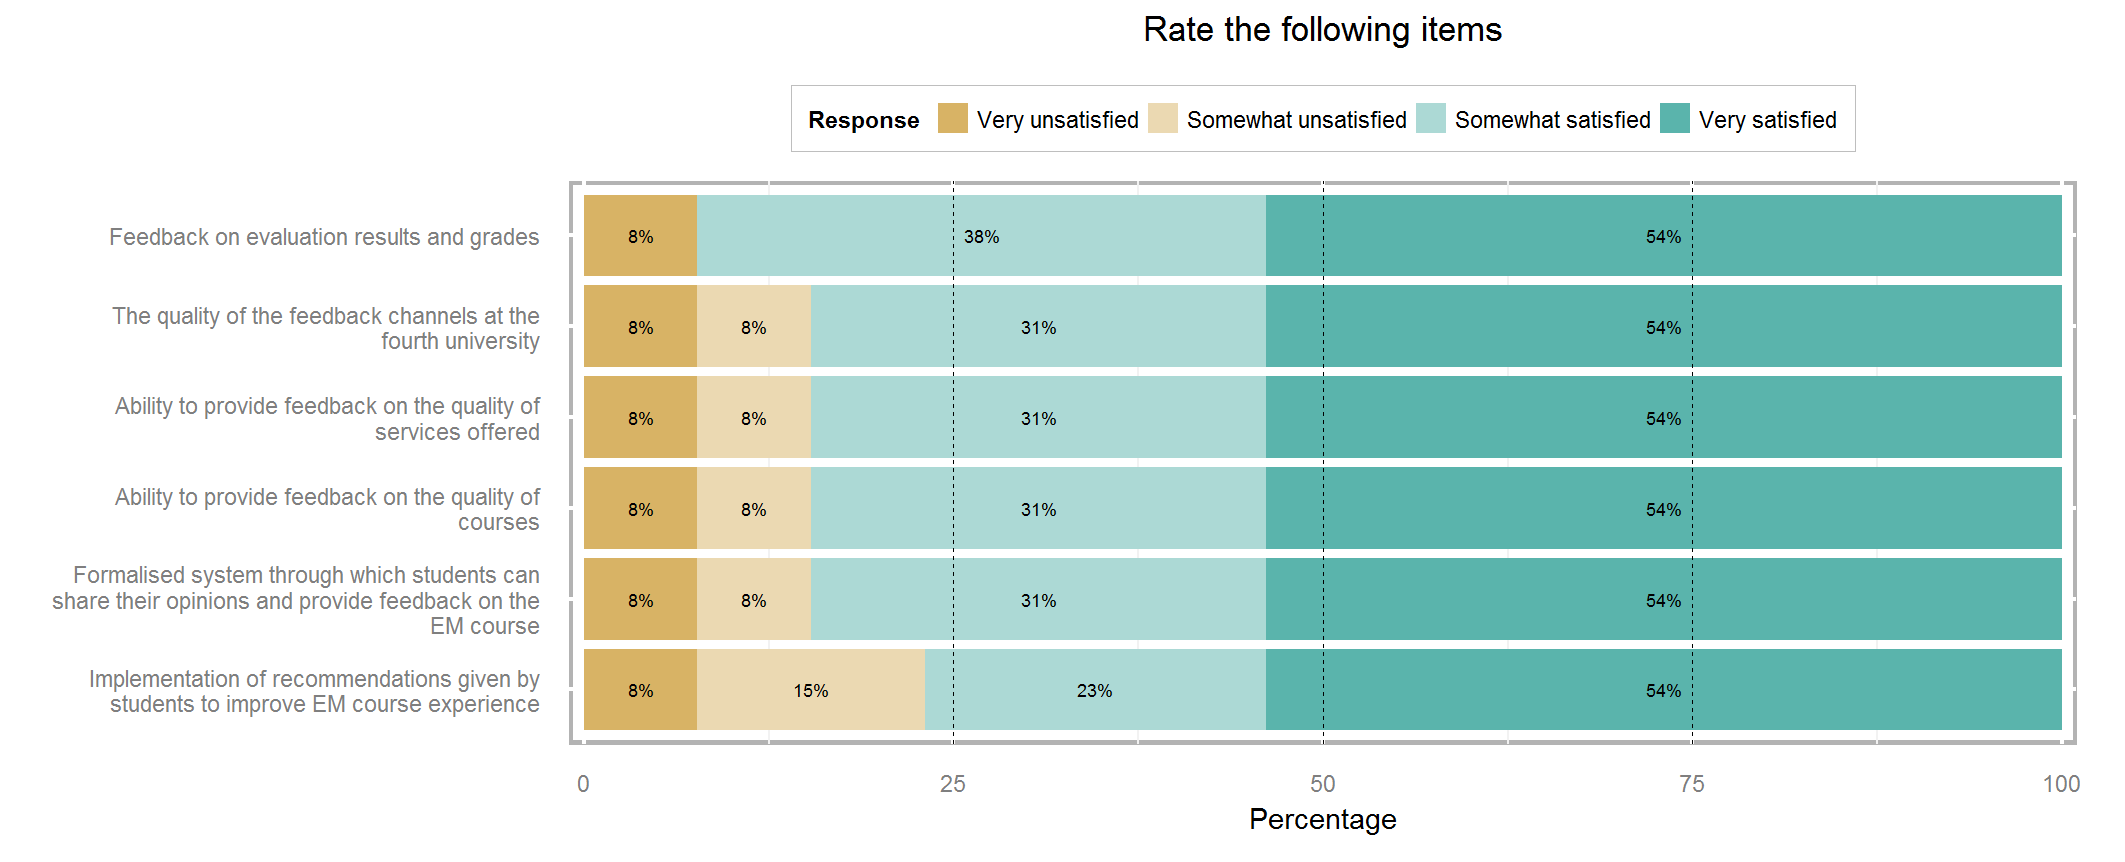 Rate the following items
Response Very unsatisfied Somewhat unsatisfied Somewhat satisfied Very satisfied
Feedback on evaluation results and grades
8% 38% 54%
The quality of the feedback channels at the
fourth university
8% 8% 31% 54%
Ability to provide feedback on the quality of
services offered
8% 8% 31% 54%
Ability to provide feedback on the quality of
courses
8% 8% 31% 54%
Formalised system through which students can
share their opinions and provide feedback on the
EM course
8% 8% 31% 54%
Implementation of recommendations given by
students to improve EM course experience
8% 15% 23% 54%
0 25 50 75 100
Percentage